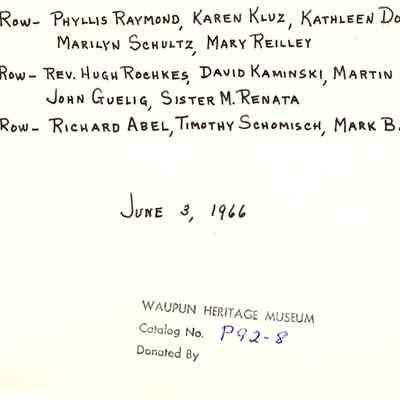 Row- Phyllis Raymond, Karen Kluz, Kathleen
Marilyn Schultz, Mary Reilley
Row- Rev. Hugh Rochkes, David Kaminski, Martin
John Guelig, Sister M. Renata
Row- Richard Abel, Timothy Schomisch, Mark B.
June 3, 1966
WAUPUN HERITAGE MUSEUM
Catalog No. P92-8
Donated By